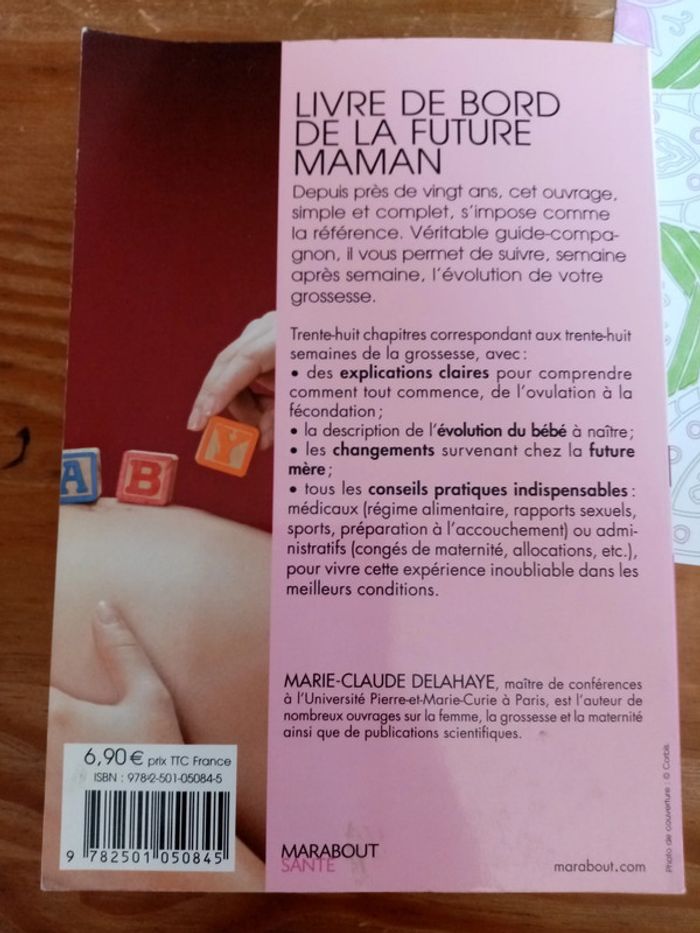 LIVRE DE BORD
DE LA FUTURE
MAMAN
Depuis près de vingt ans, cet ouvrage,
simple et complet, s'impose comme
la référence. Véritable guide-compa-
gnon, il vous permet de suivre, semaine
après semaine, l'évolution de votre
grossesse.
Trente-huit chapitres correspondant aux trente-huit
semaines de la grossesse, avec :
• des explications claires pour comprendre
comment tout commence, de l'ovulation à la
fécondation ;
• la description de l'évolution du bébé à naître ;
• les changements survenant chez la future
mère ;
• tous les conseils pratiques indispensables :
médicaux (régime alimentaire, rapports sexuels,
sports, préparation à l'accouchement) ou admi-
nistratifs (congés de maternité, allocations, etc.),
pour vivre cette expérience inoubliable dans les
meilleurs conditions.
MARIE-CLAUDE DELAHAYE, maître de conférences
à l'Université Pierre-et-Marie-Curie à Paris, est l'auteur de
nombreux ouvrages sur la femme, la grossesse et la maternité
ainsi que de publications scientifiques.
A B Y
6,90 € prix TTC France
ISBN : 978-2-501-05084-5
9 782501 050845
MARABOUT
SANTÉ
marabout.com
Photo de couverture : © Corbis.